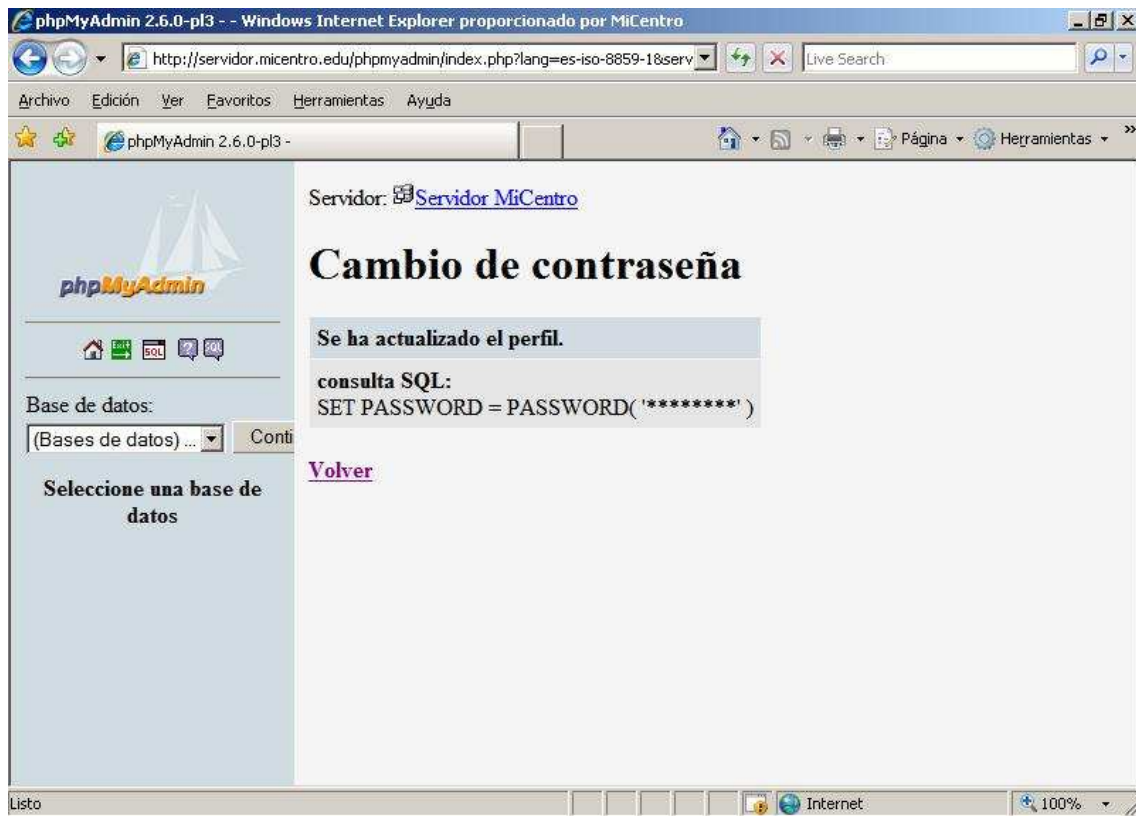 phpMyAdmin 2.6.0-pl3 - - Windows Internet Explorer proporcionado por MiCentro
http://servidor.micentro.edu/phpmyadmin/index.php?lang=es-iso-8859-1&serv
Live Search
Archivo Edición Ver Favoritos Herramientas Ayuda
phpMyAdmin 2.6.0-pl3 -
Página Herramientas »
phpMyAdmin
Exit SQL ? SQL
Base de datos:
(Bases de datos) ... Conti
Seleccione una base de
datos
Servidor: Servidor MiCentro
Cambio de contraseña
Se ha actualizado el perfil.
consulta SQL:
SET PASSWORD = PASSWORD( '********' )
Volver
Listo
Internet
100%